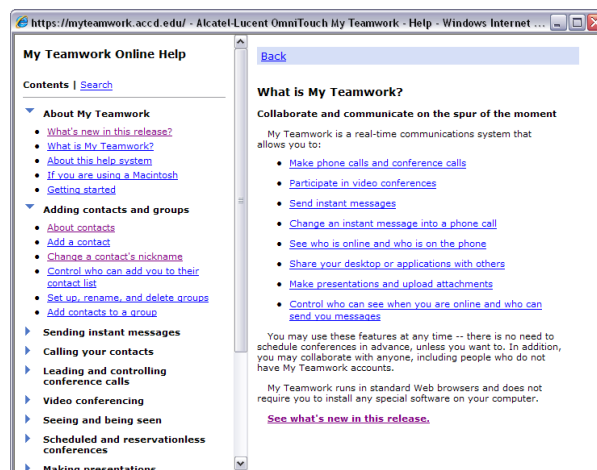 https://myteamwork.accd.edu/ - Alcatel-Lucent OmniTouch My Teamwork - Help - Windows Internet ...
My Teamwork Online Help
Contents | Search
About My Teamwork
What's new in this release?
What is My Teamwork?
About this help system
If you are using a Macintosh
Getting started
Adding contacts and groups
About contacts
Add a contact
Change a contact's nickname
Control who can add you to their
contact list
Set up, rename, and delete groups
Add contacts to a group
Sending instant messages
Calling your contacts
Leading and controlling
conference calls
Video conferencing
Seeing and being seen
Scheduled and reservationless
conferences
Making presentations
Back
What is My Teamwork?
Collaborate and communicate on the spur of the moment
My Teamwork is a real-time communications system that
allows you to:
Make phone calls and conference calls
Participate in video conferences
Send instant messages
Change an instant message into a phone call
See who is online and who is on the phone
Share your desktop or applications with others
Make presentations and upload attachments
Control who can see when you are online and who can
send you messages
You may use these features at any time -- there is no need to
schedule conferences in advance, unless you want to. In addition,
you may collaborate with anyone, including people who do not
have My Teamwork accounts.
My Teamwork runs in standard Web browsers and does not
require you to install any special software on your computer.
See what's new in this release.